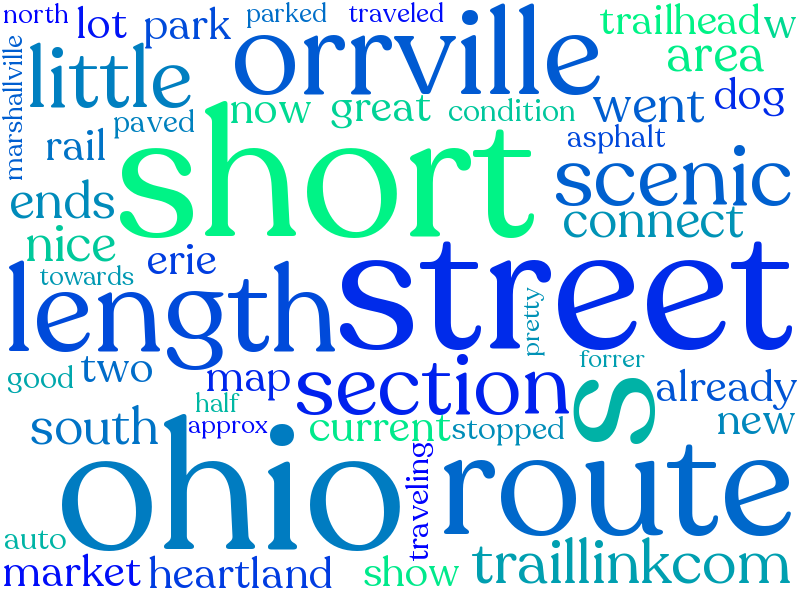 north
lot
park
parked
traveled
trailhead
w
marshallville
little
orrville
area
now
great
condition
went
dog
paved
rail
short
asphalt
scenic
ends
connect
nice
erie
towards
length
street
pretty
good
two
map
section
forrer
s
already
half
new
south
approx
current
stopped
ohio
traveling
route
auto
market
heartland
show
traillinkcom